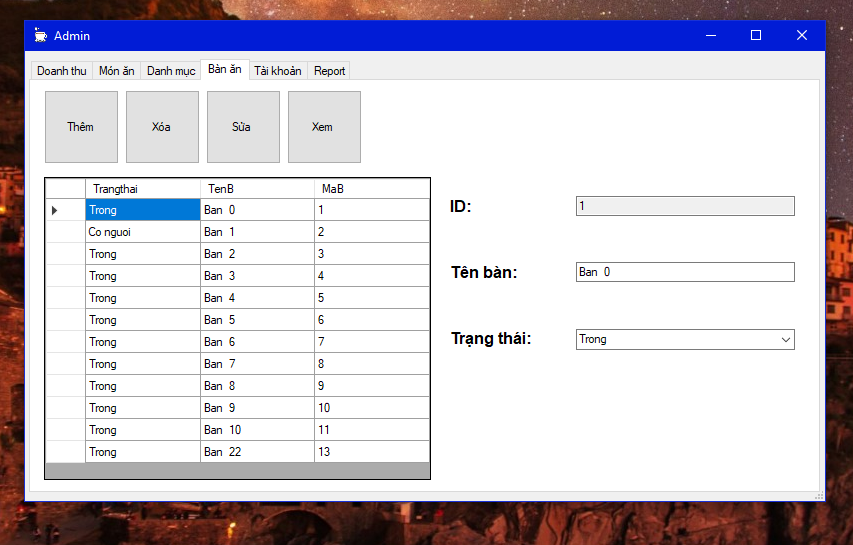 Admin
Doanh thu Món ăn Danh mục Bàn ăn Tài khoản Report
Thêm Xóa Sửa Xem
Trangthai TenB MaB
Trong Ban 0 1
Co nguoi Ban 1 2
Trong Ban 2 3
Trong Ban 3 4
Trong Ban 4 5
Trong Ban 5 6
Trong Ban 6 7
Trong Ban 7 8
Trong Ban 8 9
Trong Ban 9 10
Trong Ban 10 11
Trong Ban 22 13
ID: 1
Tên bàn: Ban 0
Trạng thái: Trong